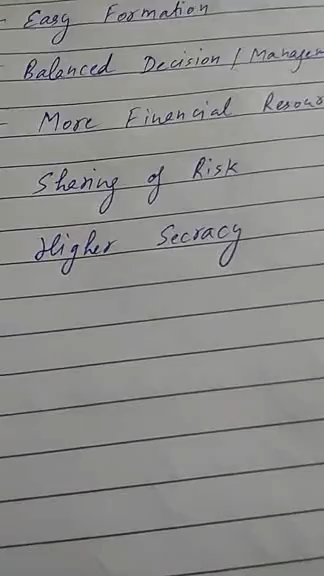 - Easy Formation
- Balanced Decision / Managem
- More Financial Resour
Sharing of Risk
Higher Secracy